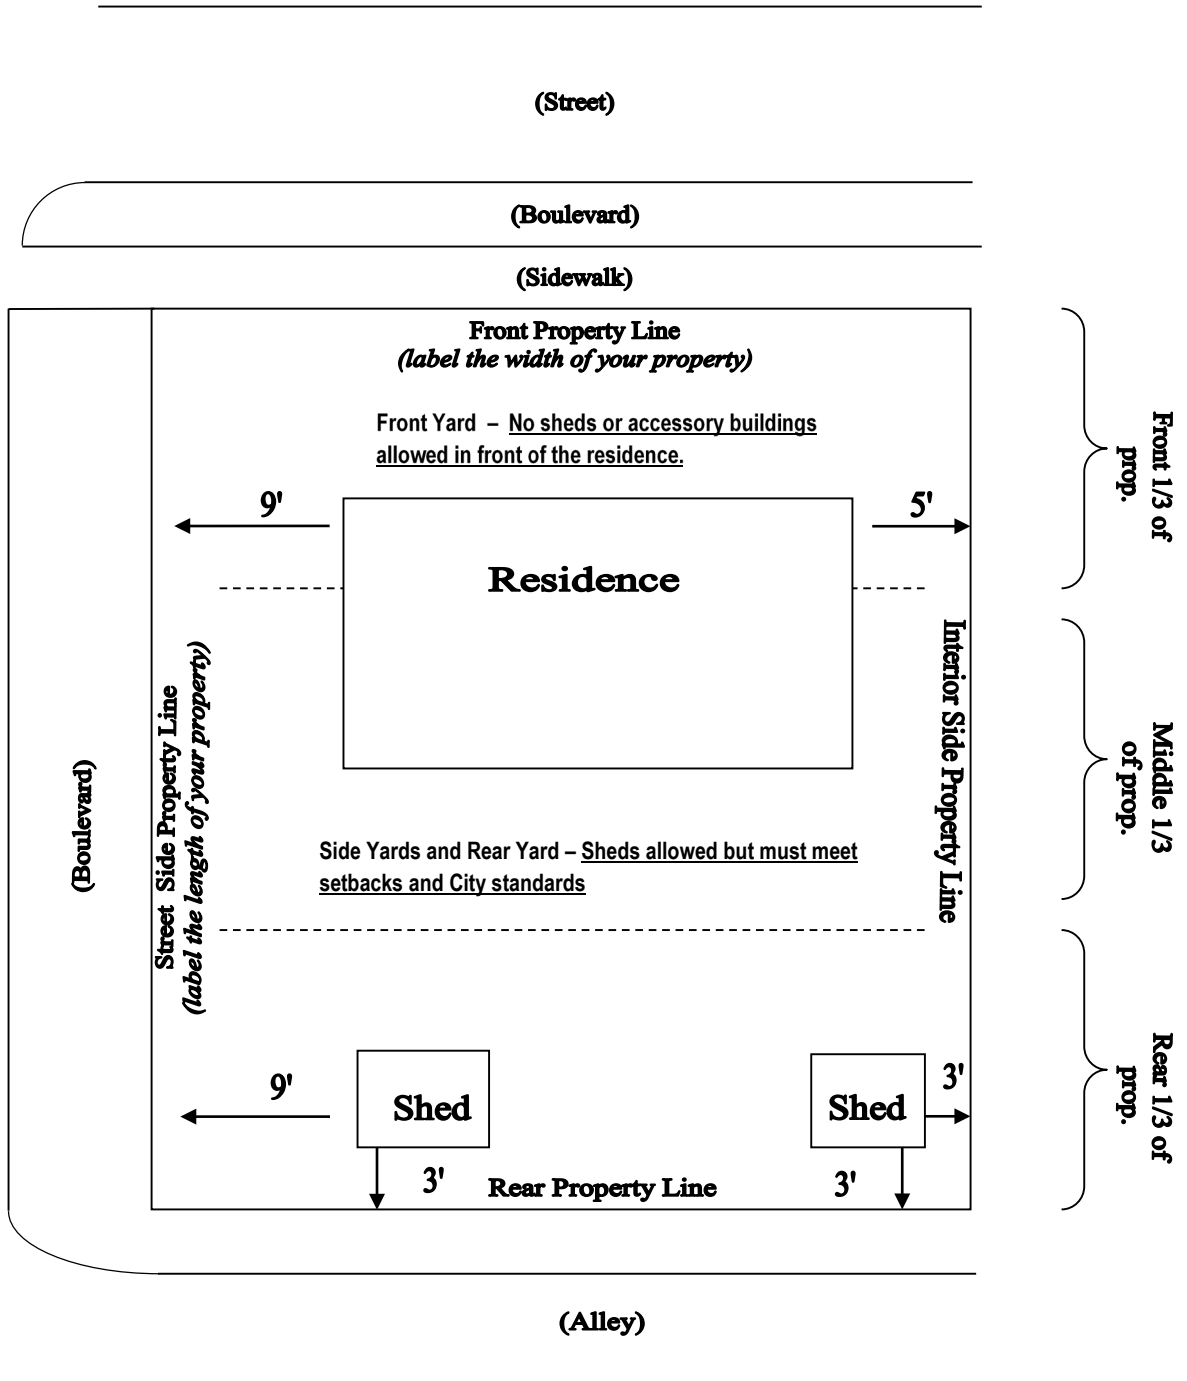 (Street)
(Boulevard)
(Sidewalk)
Front Property Line
(label the width of your property)
Front Yard – No sheds or accessory buildings
allowed in front of the residence.
9'
5'
Residence
Front 1/3 of
prop.
Interior Side Property Line
Street Side Property Line
(label the length of your property)
(Boulevard)
Middle 1/3
of prop.
Side Yards and Rear Yard – Sheds allowed but must meet
setbacks and City standards
9'
Shed
Shed
3'
Rear 1/3 of
prop.
3'
Rear Property Line
3'
(Alley)